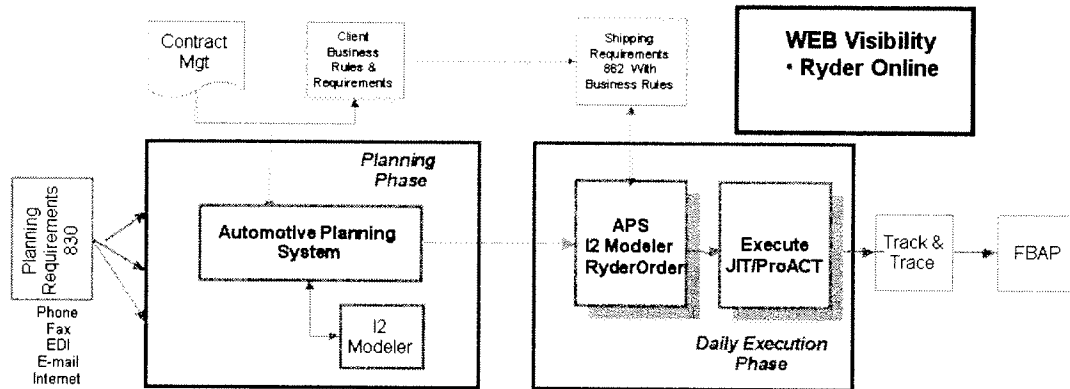 Contract
Mgt
Client
Business
Rules &
Requirements
Shipping
Requirements
862 With
Business Rules
WEB Visibility
• Ryder Online
Planning
Requirements
830
Phone
Fax
EDI
E-mail
Internet
Planning
Phase
Automotive Planning
System
I2
Modeler
APS
I2 Modeler
RyderOrder
Execute
JIT/ProACT
Daily Execution
Phase
Track &
Trace
FBAP